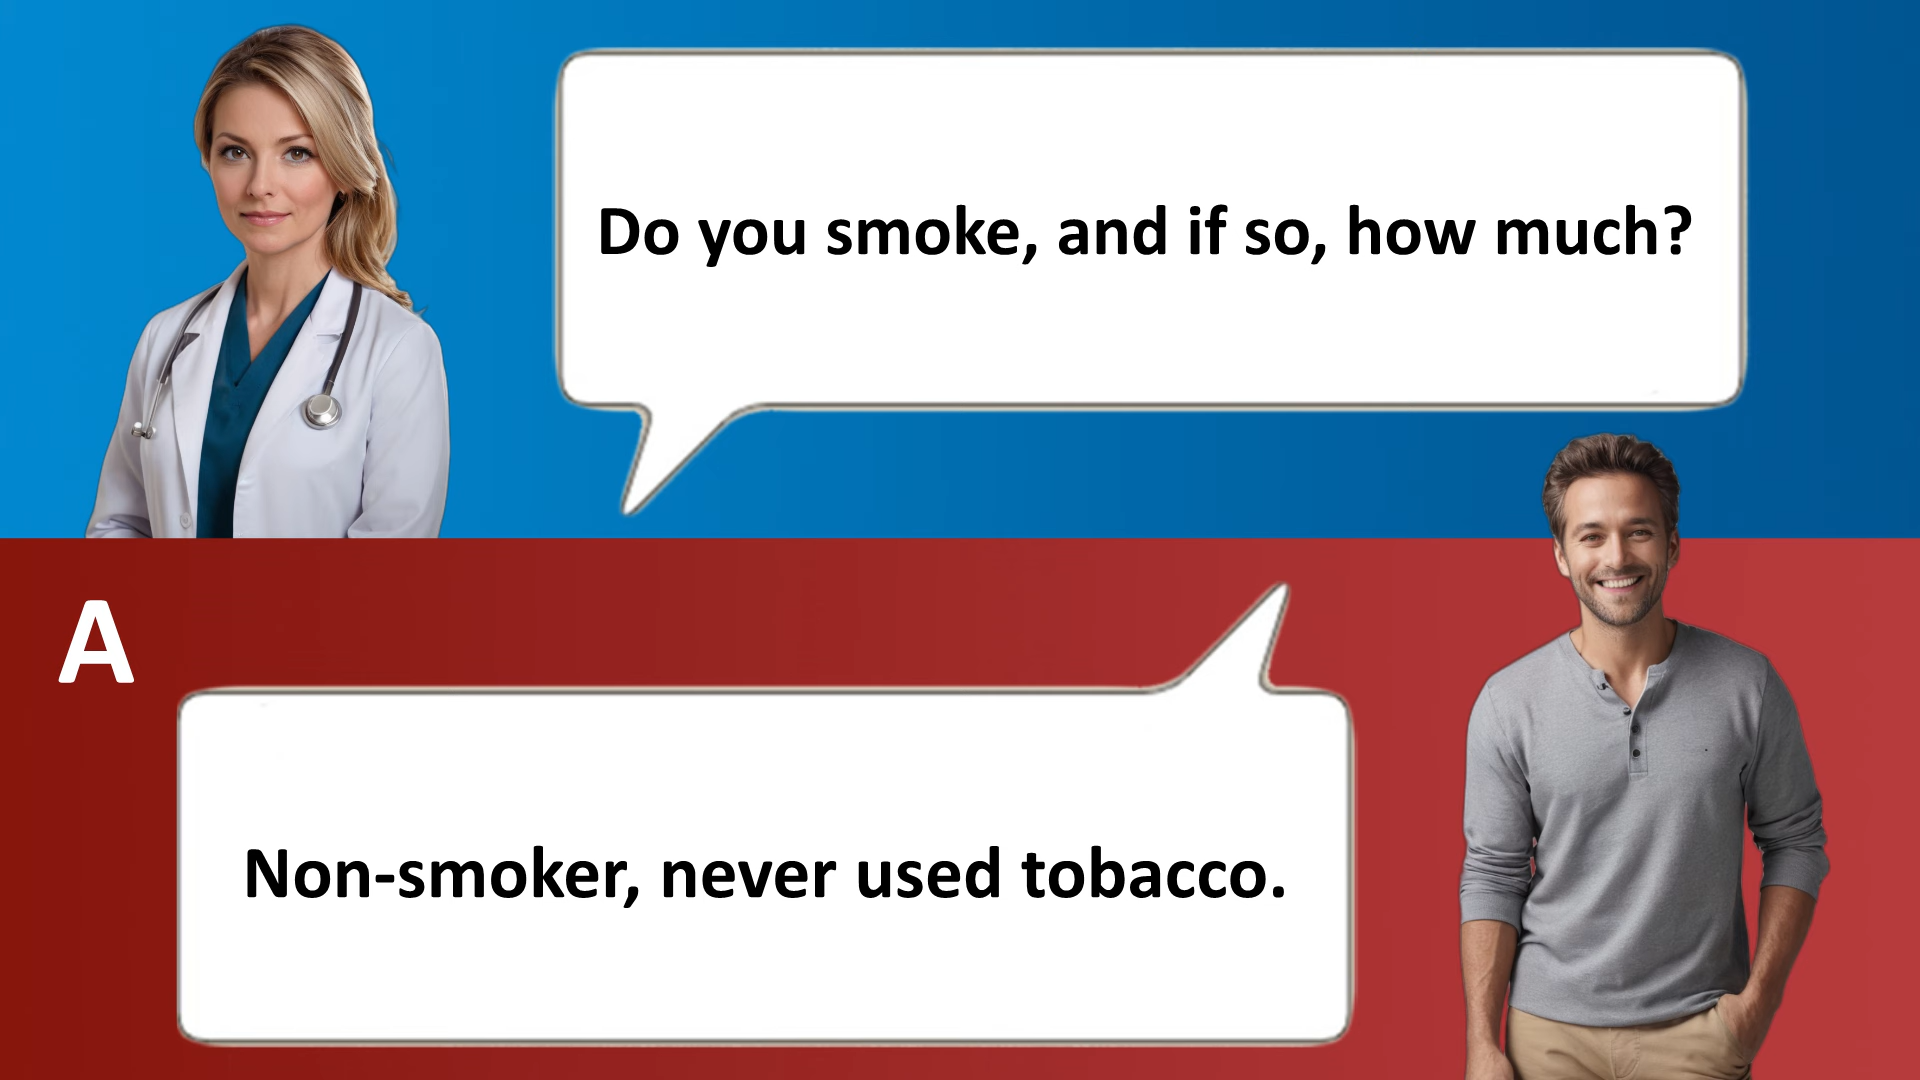 Do you smoke, and if so, how much?
A
Non-smoker, never used tobacco.